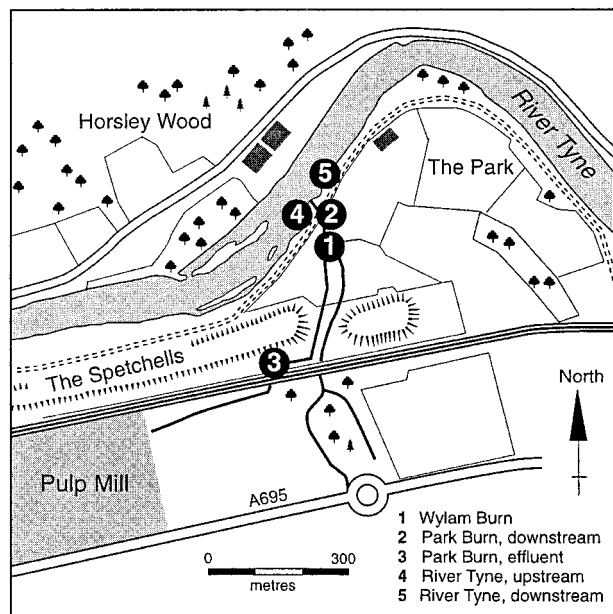 Horsley Wood
River Tyne
The Park
5
4
2
1
3
The Spetchells
North
Pulp Mill
A695
0 300
metres
1 Wylam Burn
2 Park Burn, downstream
3 Park Burn, effluent
4 River Tyne, upstream
5 River Tyne, downstream